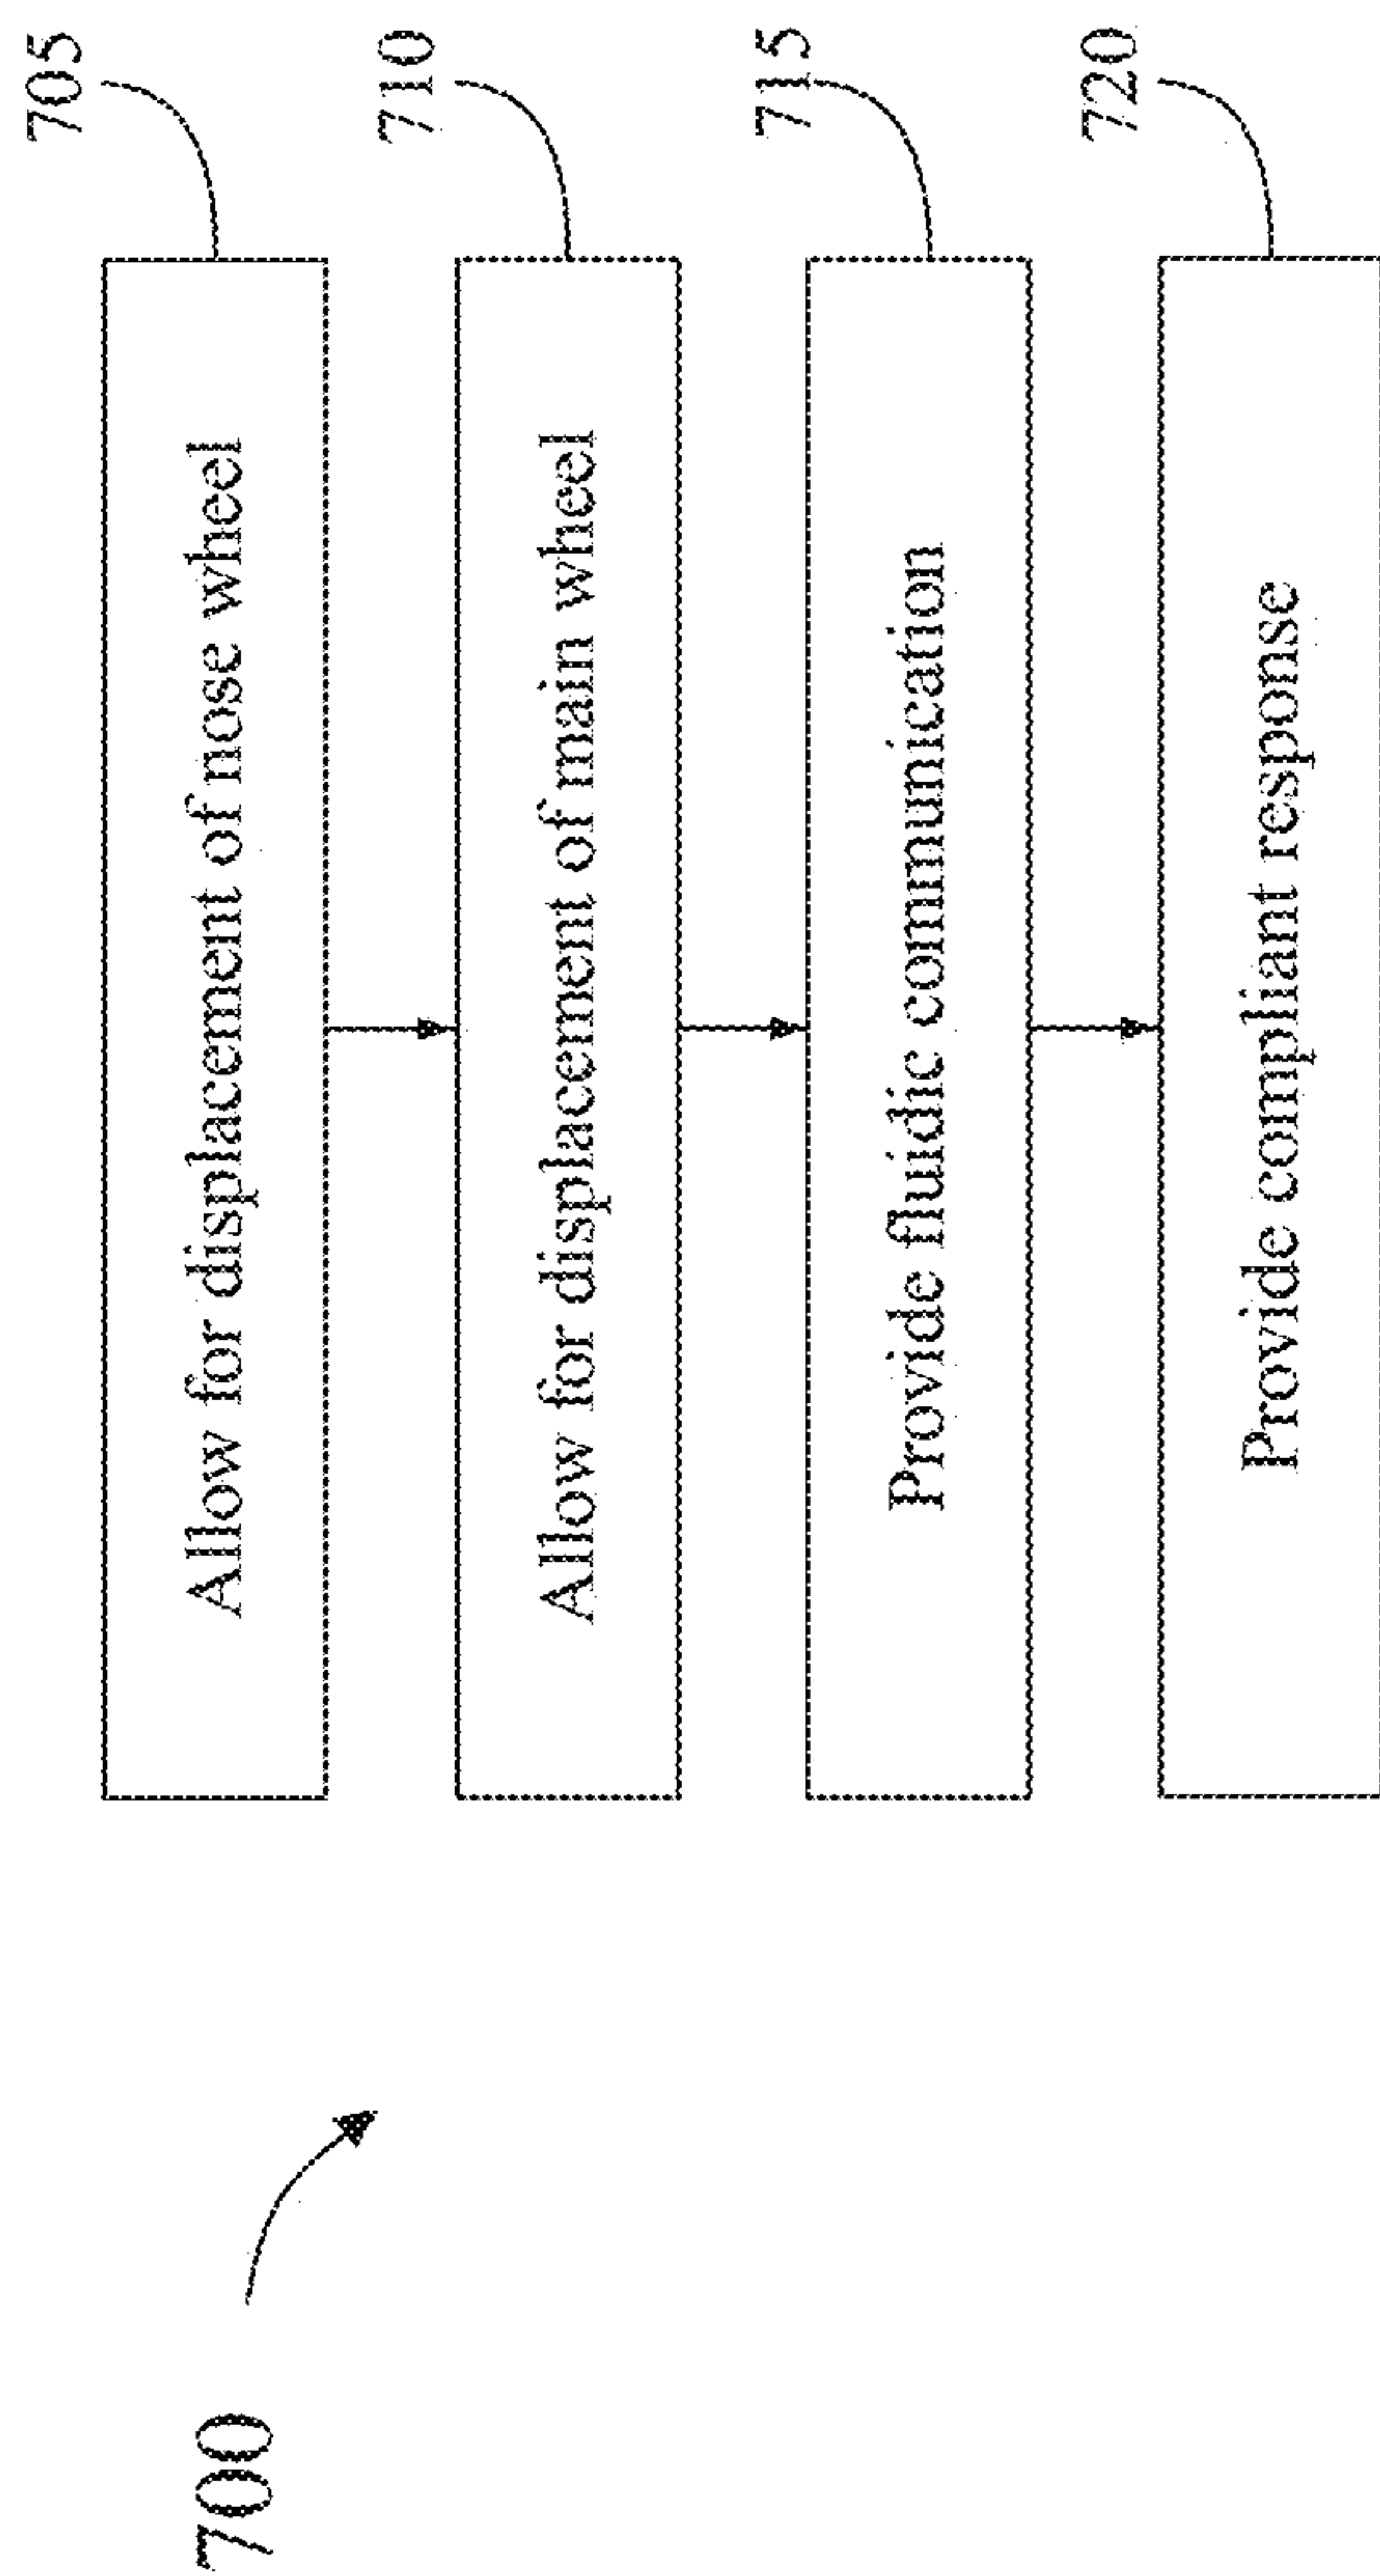 700
Allow for displacement of nose wheel
705
Allow for displacement of main wheel
710
Provide fluidic communication
715
Provide compliant response
720